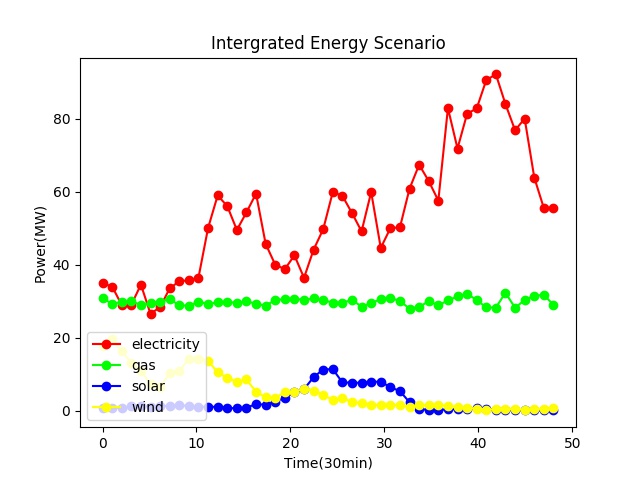 Intergrated Energy Scenario
Power(MW)
80
60
40
20
0
electricity
gas
solar
wind
0 10 20 30 40 50
Time(30min)